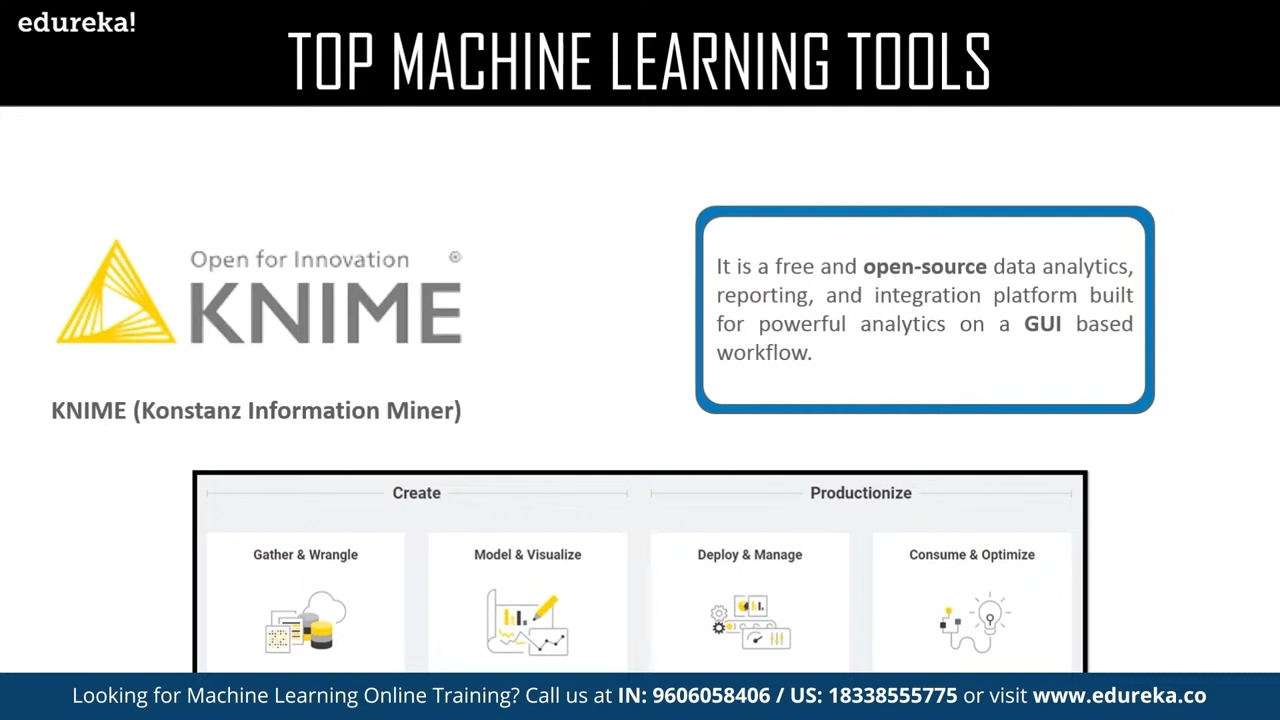 edureka!
TOP MACHINE LEARNING TOOLS
Open for Innovation ®
KNIME
KNIME (Konstanz Information Miner)
It is a free and open-source data analytics,
reporting, and integration platform built
for powerful analytics on a GUI based
workflow.
Create
Productionize
Gather & Wrangle
Model & Visualize
Deploy & Manage
Consume & Optimize
Looking for Machine Learning Online Training? Call us at IN: 9606058406 / US: 18338555775 or visit www.edureka.co